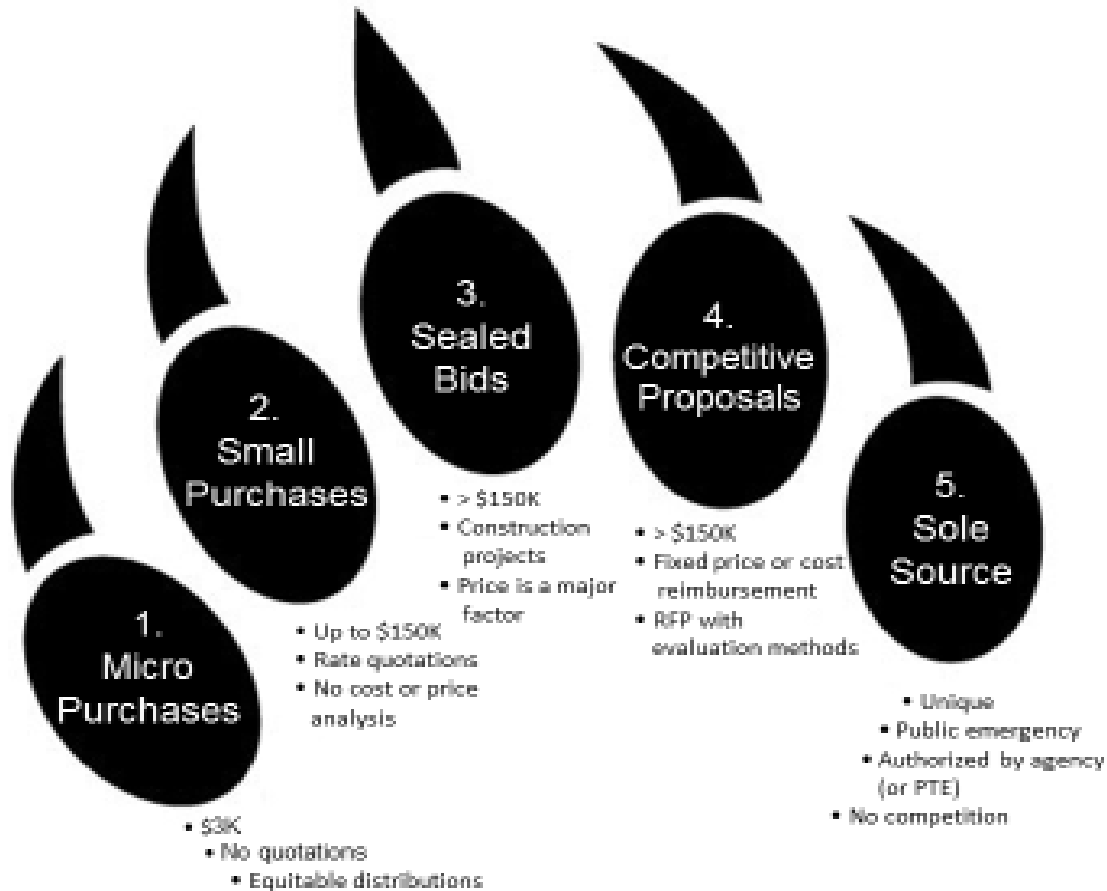 1.
Micro
Purchases
• $3K
• No quotations
• Equitable distributions
2.
Small
Purchases
• Up to $150K
• Rate quotations
• No cost or price
analysis
3.
Sealed
Bids
• > $150K
• Construction
projects
• Price is a major
factor
4.
Competitive
Proposals
• > $150K
• Fixed price or cost
reimbursement
• RFP with
evaluation methods
5.
Sole
Source
• Unique
• Public emergency
• Authorized by agency
(or PTE)
• No competition